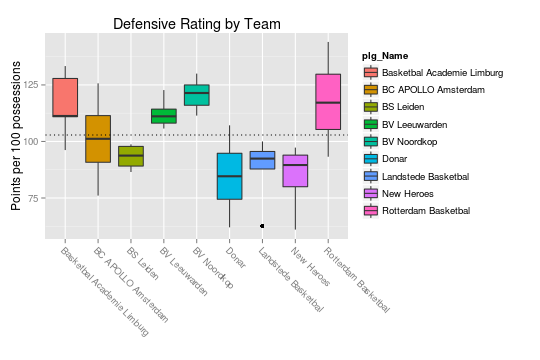 Defensive Rating by Team
Points per 100 possessions
125
100
75
Basketbal Academie Limburg
BC APOLLO Amsterdam
BS Leiden
BV Leeuwarden
BV Noordkop
Donar
Landstede Basketbal
New Heroes
Rotterdam Basketbal
plg_Name
Basketbal Academie Limburg
BC APOLLO Amsterdam
BS Leiden
BV Leeuwarden
BV Noordkop
Donar
Landstede Basketbal
New Heroes
Rotterdam Basketbal